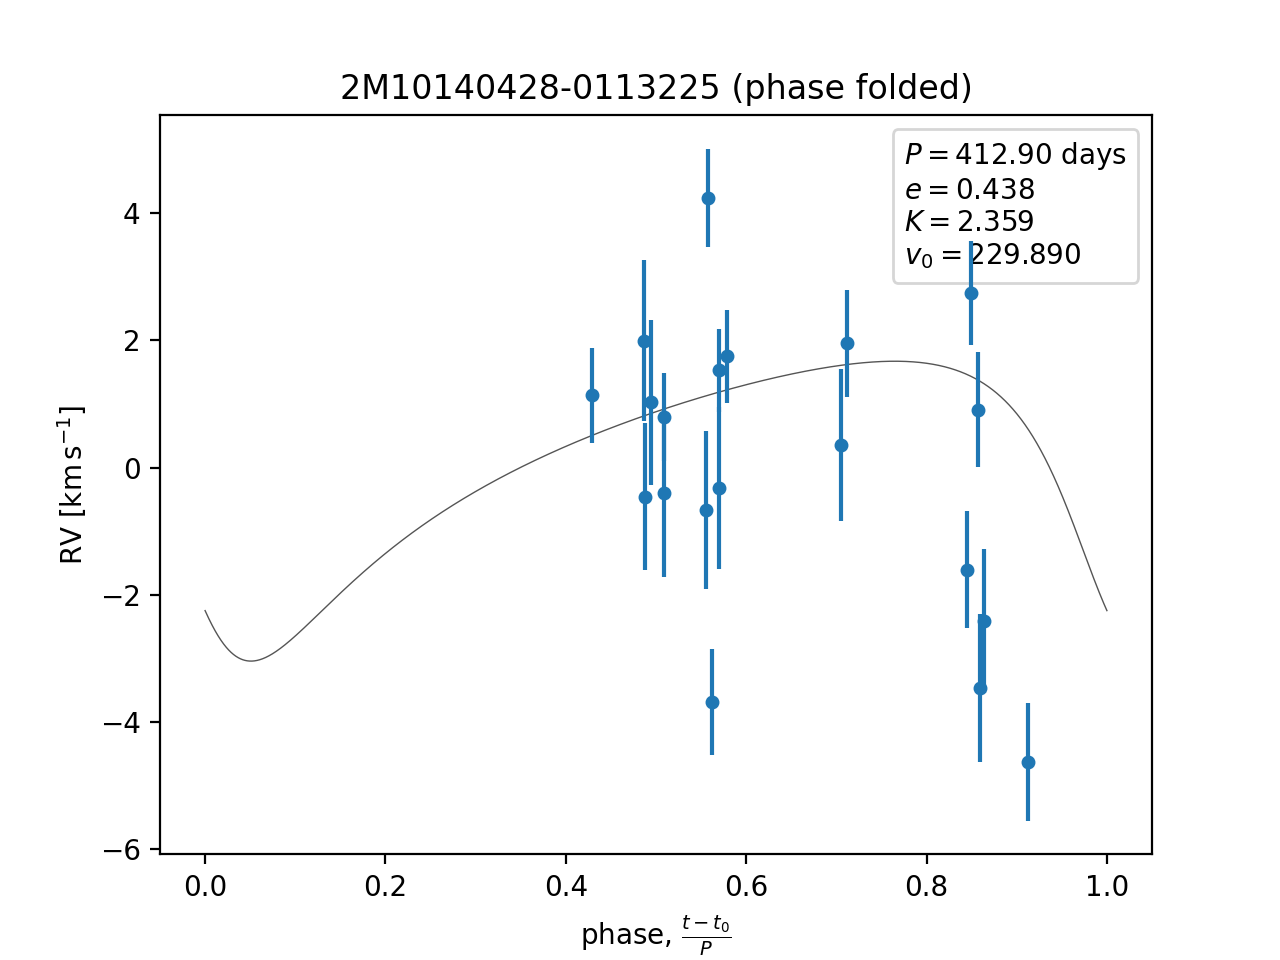 2M10140428-0113225 (phase folded)
P = 412.90 days
e = 0.438
K = 2.359
v₀ = 229.890
RV [km s⁻¹]
4
2
0
−2
−4
−6
0.0 0.2 0.4 0.6 0.8 1.0
phase, (t − t₀)/P